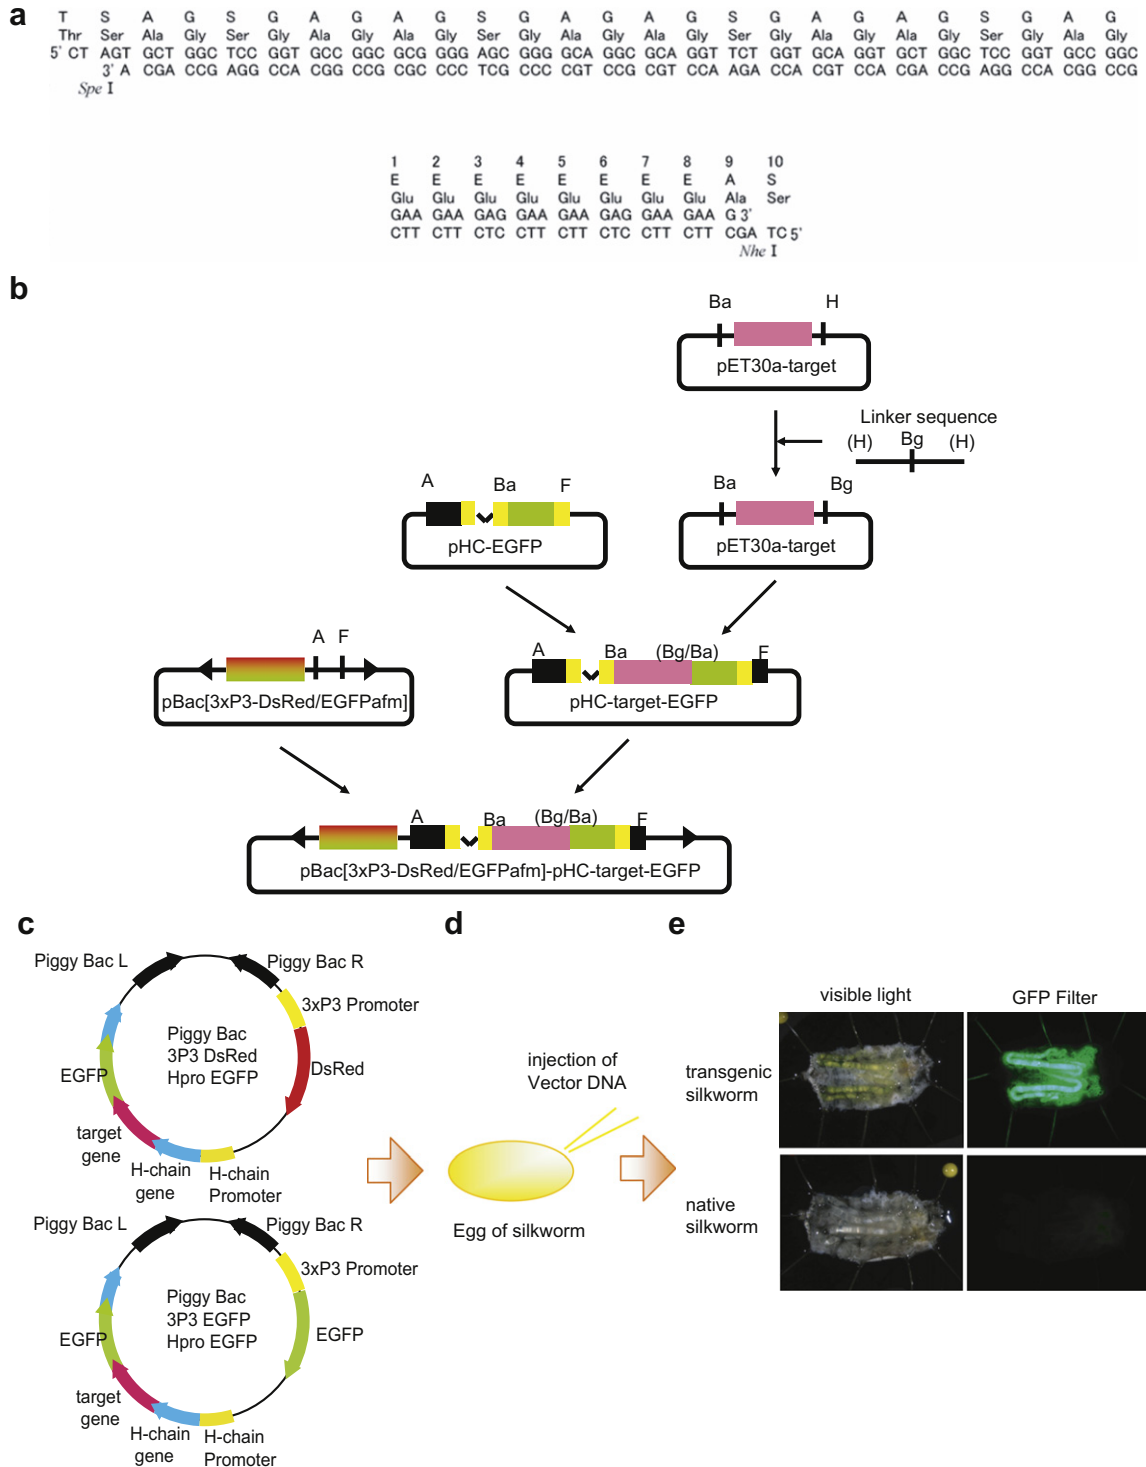 a
T S A G S G A G A G S G A G A G S G A G A G S G A G
Thr Ser Ala Gly Ser Gly Ala Gly Ala Gly Ser Gly Ala Gly Ala Gly Ser Gly Ala Gly Ala Gly Ser Gly Ala Gly
5' CT AGT GCT GGC TCC GGT GCC GGC GCG GGG AGC GGG GCA GGC GCA GGT TCT GGT GCA GGT GCT GGC TCC GGT GCC GGC
3' A CGA CCG AGG CCA CGG CCG CGC CCC TCG CCC CGT CCG CGT CCA AGA CCA CGT CCA CGA CCG AGG CCA CGG CCG
Spe I
1 2 3 4 5 6 7 8 9 10
E E E E E E E E A S
Glu Glu Glu Glu Glu Glu Glu Glu Ala Ser
GAA GAA GAG GAA GAA GAG GAA GAA G 3'
CTT CTT CTC CTT CTT CTC CTT CTT CGA TC 5'
Nhe I
b
Ba H
pET30a-target
Linker sequence
(H) Bg (H)
A Ba F
pHC-EGFP
Ba Bg
pET30a-target
A F
pBac[3xP3-DsRed/EGFPafm]
A Ba (Bg/Ba) F
pHC-target-EGFP
A Ba (Bg/Ba) F
pBac[3xP3-DsRed/EGFPafm]-pHC-target-EGFP
c
Piggy Bac L
Piggy Bac R
3xP3 Promoter
Piggy Bac
3P3 DsRed
Hpro EGFP
DsRed
EGFP
target
gene
H-chain
gene
H-chain
Promoter
Piggy Bac L
Piggy Bac R
3xP3 Promoter
Piggy Bac
3P3 EGFP
Hpro EGFP
EGFP
EGFP
target
gene
H-chain
gene
H-chain
Promoter
d
injection of
Vector DNA
Egg of silkworm
e
visible light
GFP Filter
transgenic
silkworm
native
silkworm